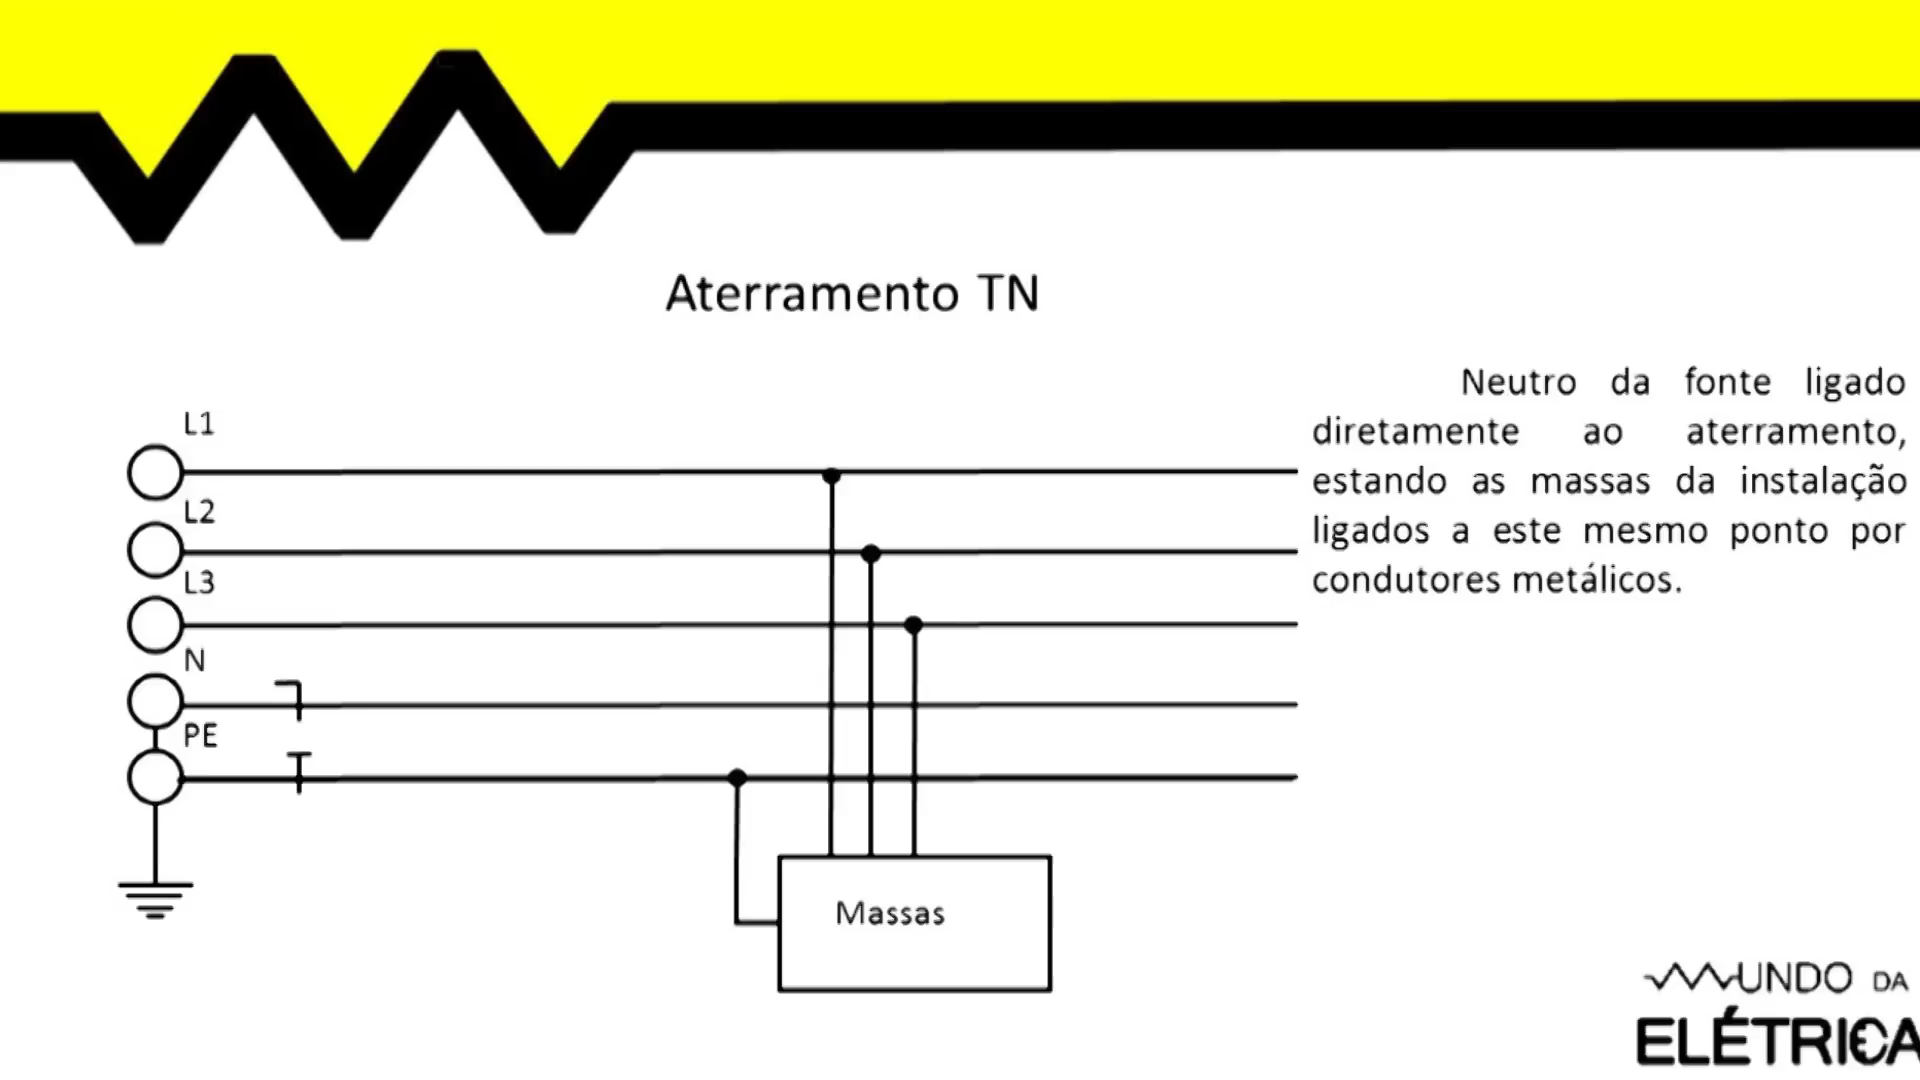 Aterramento TN
Neutro da fonte ligado
diretamente ao aterramento,
estando as massas da instalação
ligados a este mesmo ponto por
condutores metálicos.
L1
L2
L3
N
PE
Massas
MUNDO DA
ELÉTRICA